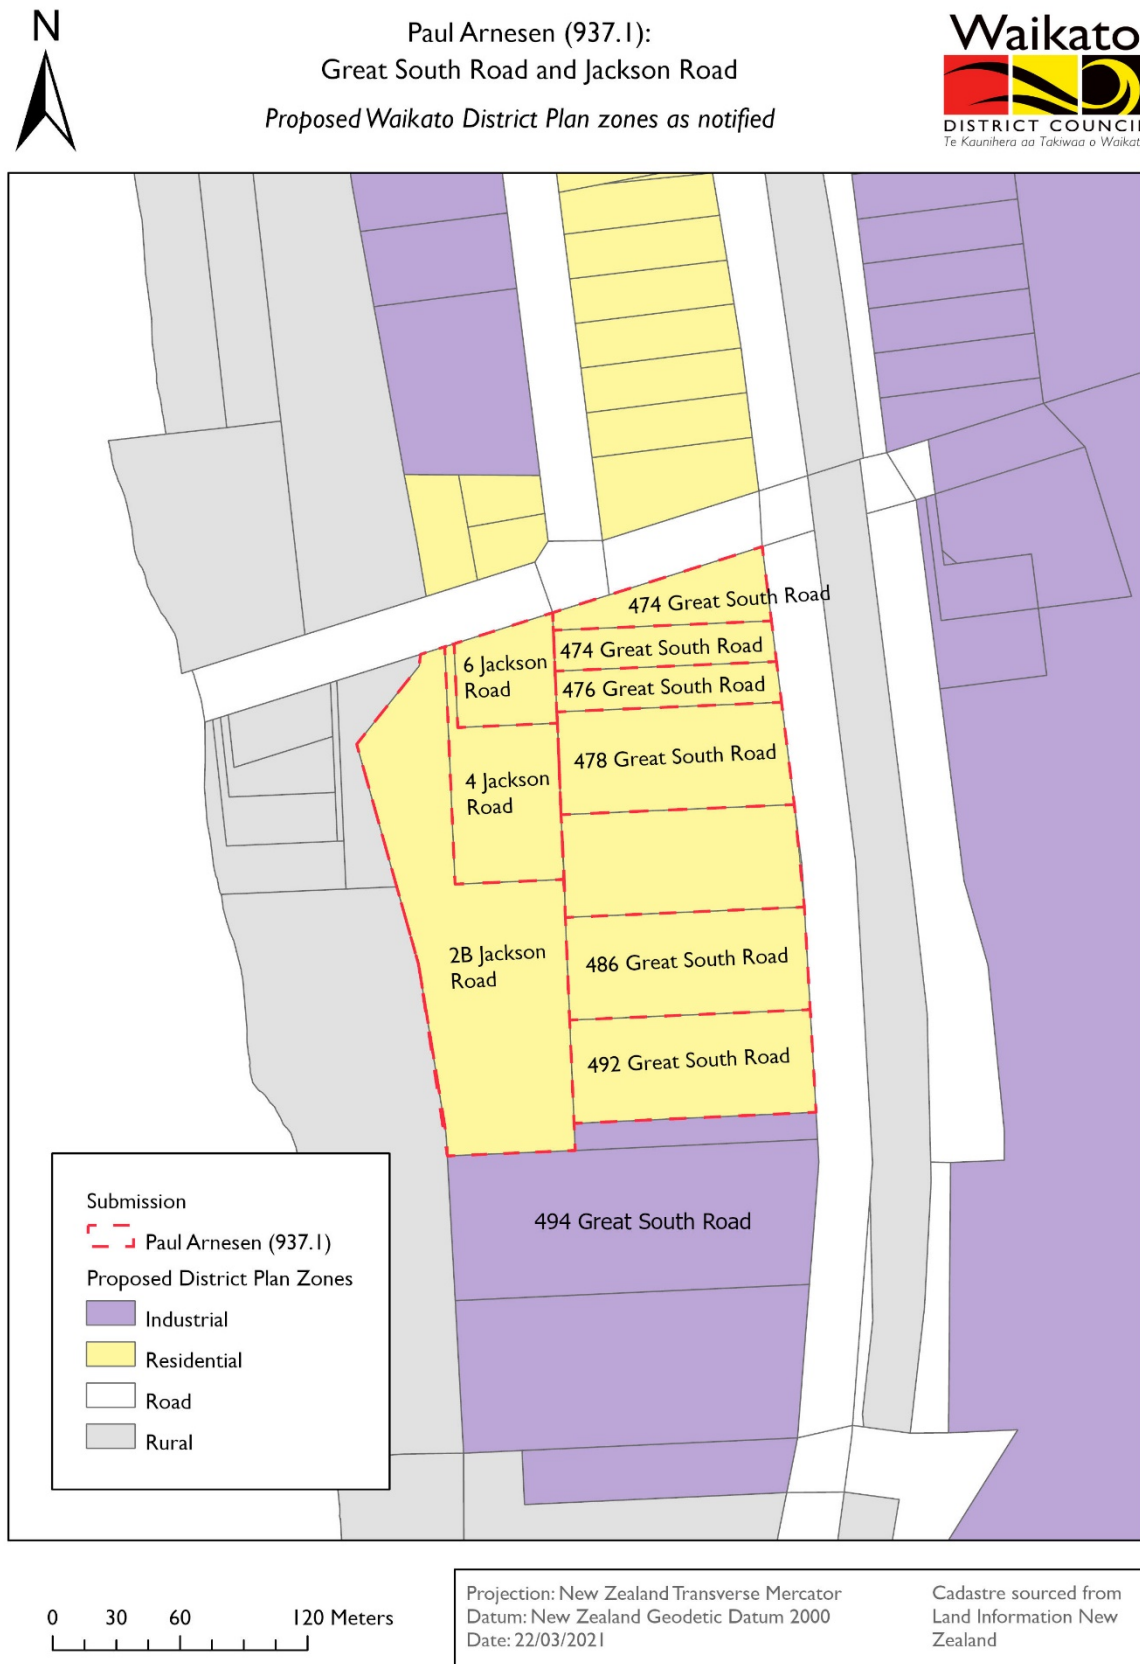 N
Paul Arnesen (937.1):
Great South Road and Jackson Road
Proposed Waikato District Plan zones as notified
Waikato
DISTRICT COUNCIL
Te Kaunihera aa Takiwaa o Waikat
474 Great South Road
474 Great South Road
476 Great South Road
6 Jackson
Road
478 Great South Road
4 Jackson
Road
2B Jackson
Road
486 Great South Road
492 Great South Road
494 Great South Road
Submission
Paul Arnesen (937.1)
Proposed District Plan Zones
Industrial
Residential
Road
Rural
0 30 60 120 Meters
Projection: New Zealand Transverse Mercator
Datum: New Zealand Geodetic Datum 2000
Date: 22/03/2021
Cadastre sourced from
Land Information New
Zealand